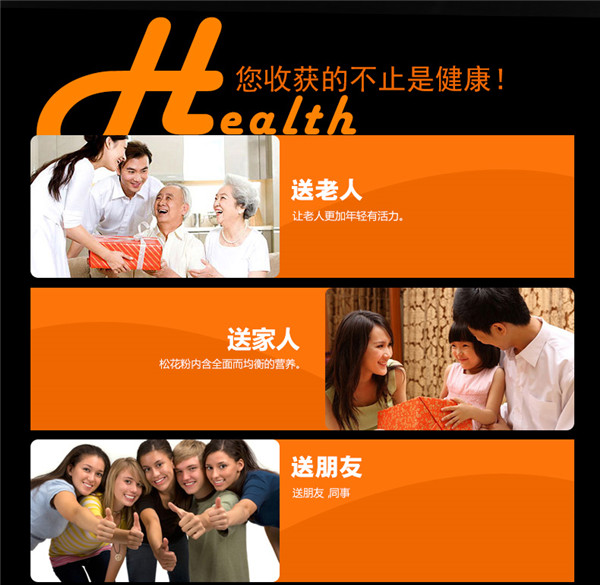 您收获的不止是健康！
Health
送老人
让老人更加年轻有活力。
送家人
松花粉内含全面而均衡的营养。
送朋友
送朋友 ,同事